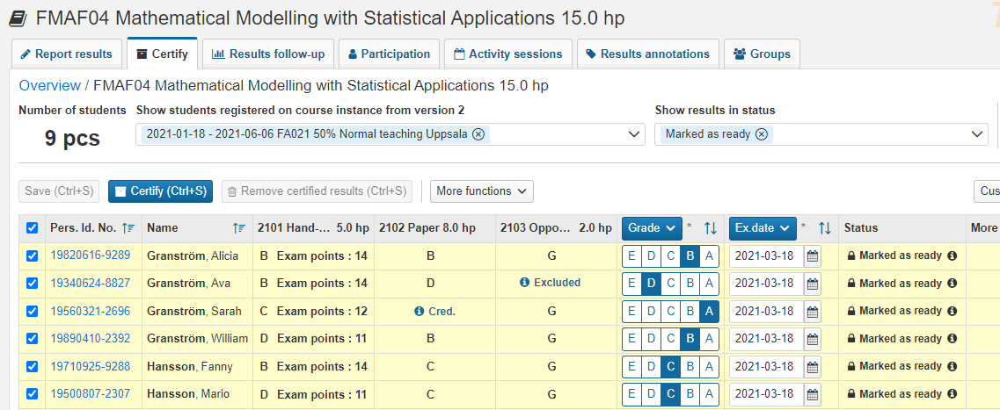 FMAF04 Mathematical Modelling with Statistical Applications 15.0 hp
Report results Certify Results follow-up Participation Activity sessions Results annotations Groups
Overview / FMAF04 Mathematical Modelling with Statistical Applications 15.0 hp
Number of students Show students registered on course instance from version 2 Show results in status
9 pcs 2021-01-18 - 2021-06-06 FA021 50% Normal teaching Uppsala Marked as ready
Save (Ctrl+S) Certify (Ctrl+S) Remove certified results (Ctrl+S) More functions Cus
Pers. Id. No. Name 2101 Hand-... 5.0 hp 2102 Paper 8.0 hp 2103 Oppo... 2.0 hp Grade * Ex.date * Status More
19820616-9289 Granström, Alicia B Exam points : 14 B G E D C B A 2021-03-18 Marked as ready
19340624-8827 Granström, Ava B Exam points : 14 D Excluded E D C B A 2021-03-18 Marked as ready
19560321-2696 Granström, Sarah C Exam points : 12 Cred. G E D C B A 2021-03-18 Marked as ready
19890410-2392 Granström, William D Exam points : 11 B G E D C B A 2021-03-18 Marked as ready
19710925-9288 Hansson, Fanny B Exam points : 14 C G E D C B A 2021-03-18 Marked as ready
19500807-2307 Hansson, Mario D Exam points : 11 C G E D C B A 2021-03-18 Marked as ready